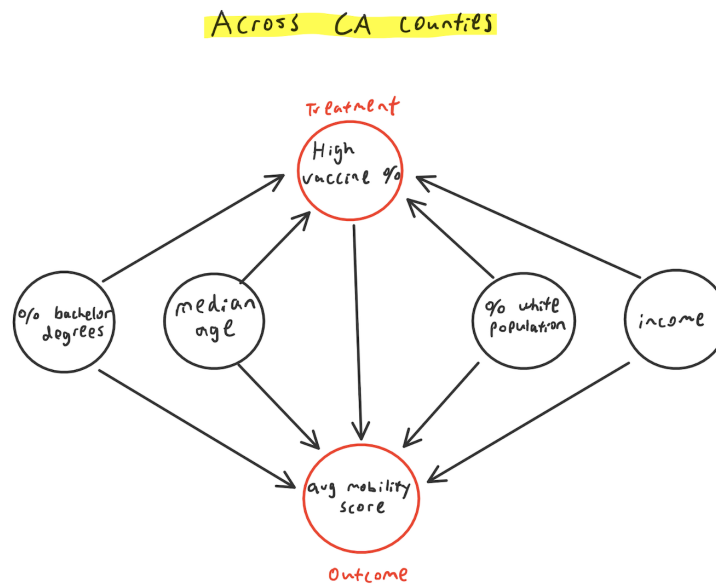 Across CA counties
Treatment
High
vaccine %
% bachelor
degrees
median
age
% white
population
income
avg mobility
score
Outcome